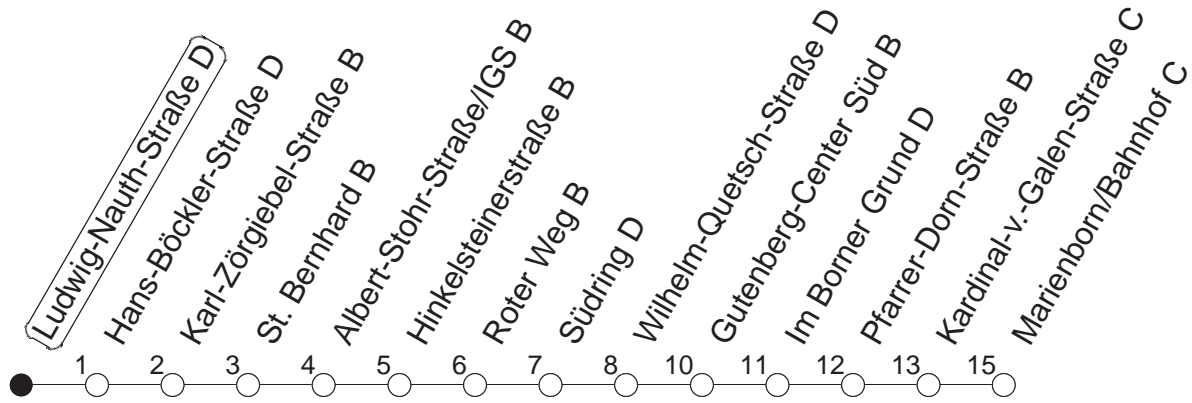 Ludwig-Nauth-Straße D
Hans-Böckler-Straße D
Karl-Zörgiebel-Straße B
St. Bernhard B
Albert-Stohr-Straße/IGS B
Hinkelsteinerstraße B
Roter Weg B
Südring D
Wilhelm-Quetsch-Straße D
Gutenberg-Center Süd B
Im Borner Grund D
Pfarrer-Dorn-Straße B
Kardinal-v.-Galen-Straße C
Marienborn/Bahnhof C
1 2 3 4 5 6 7 8 10 11 12 13 15